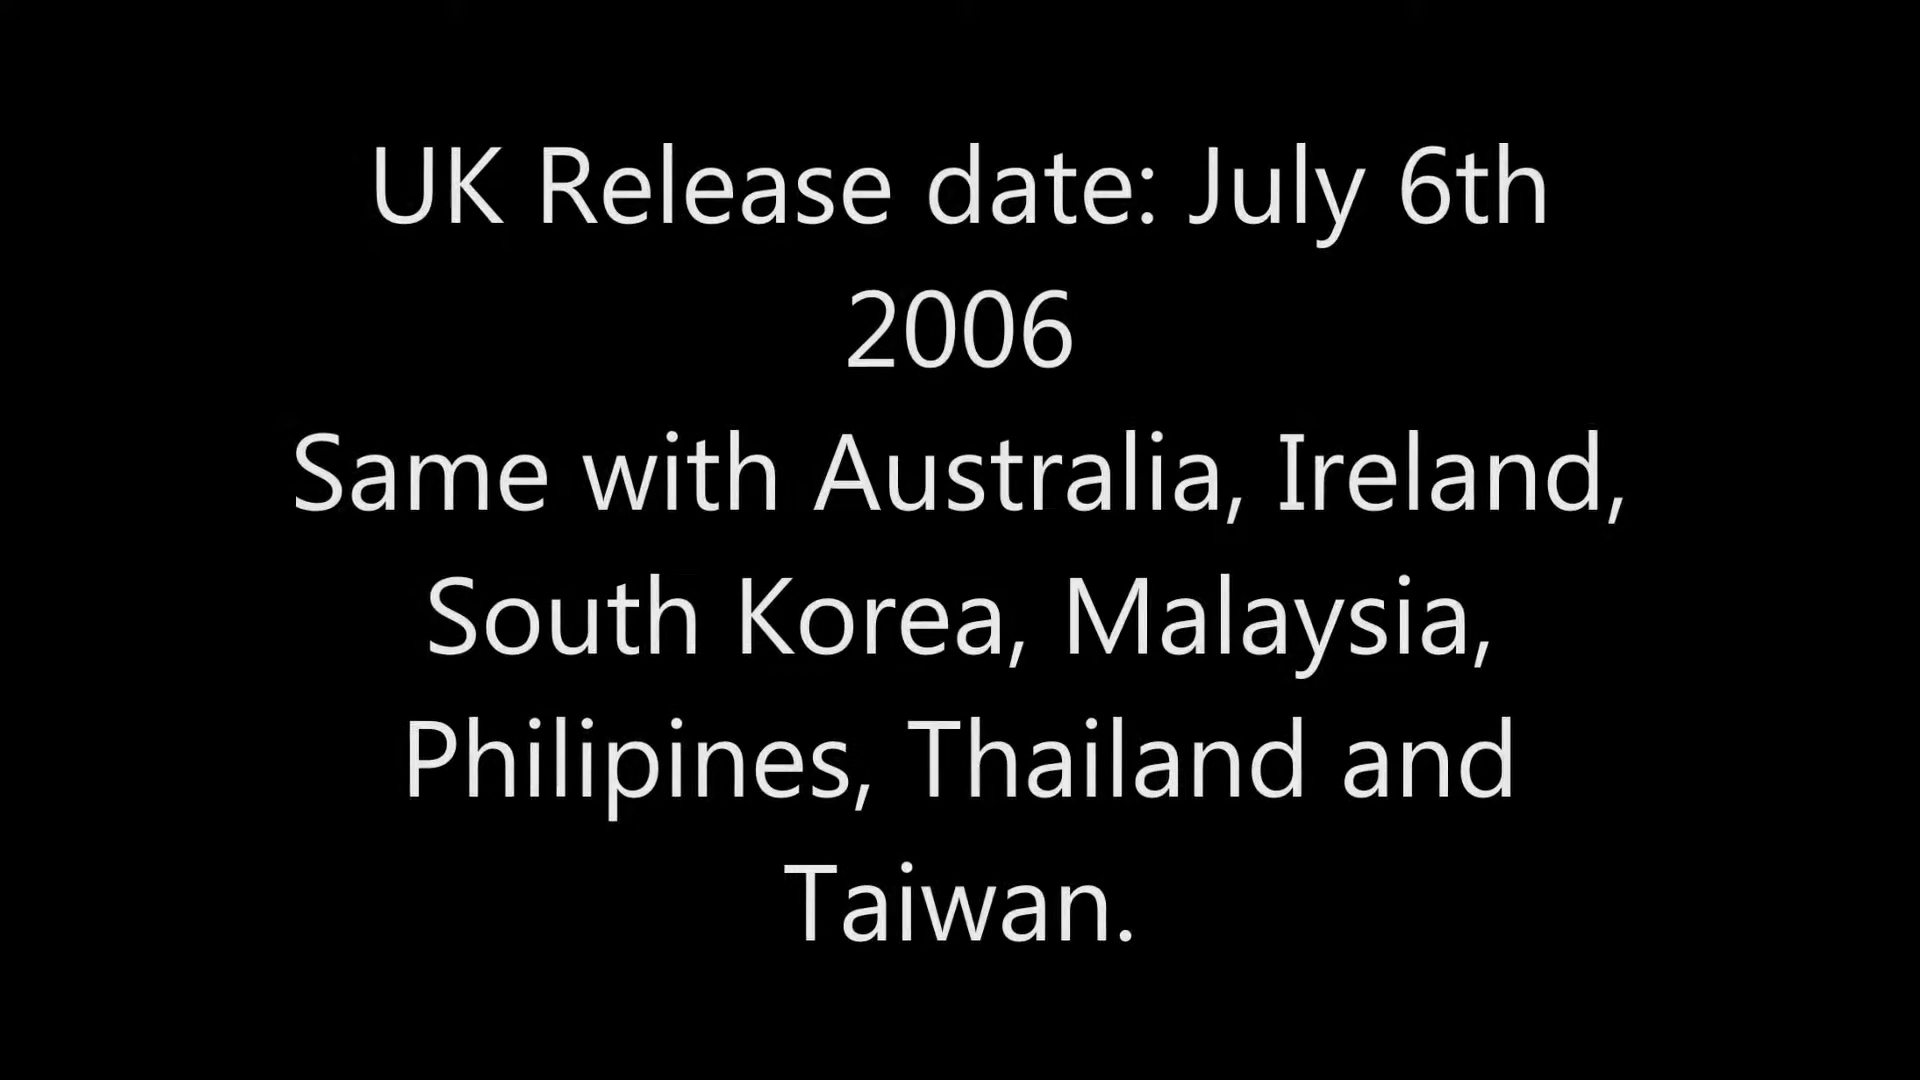 UK Release date: July 6th
2006
Same with Australia, Ireland,
South Korea, Malaysia,
Philipines, Thailand and
Taiwan.